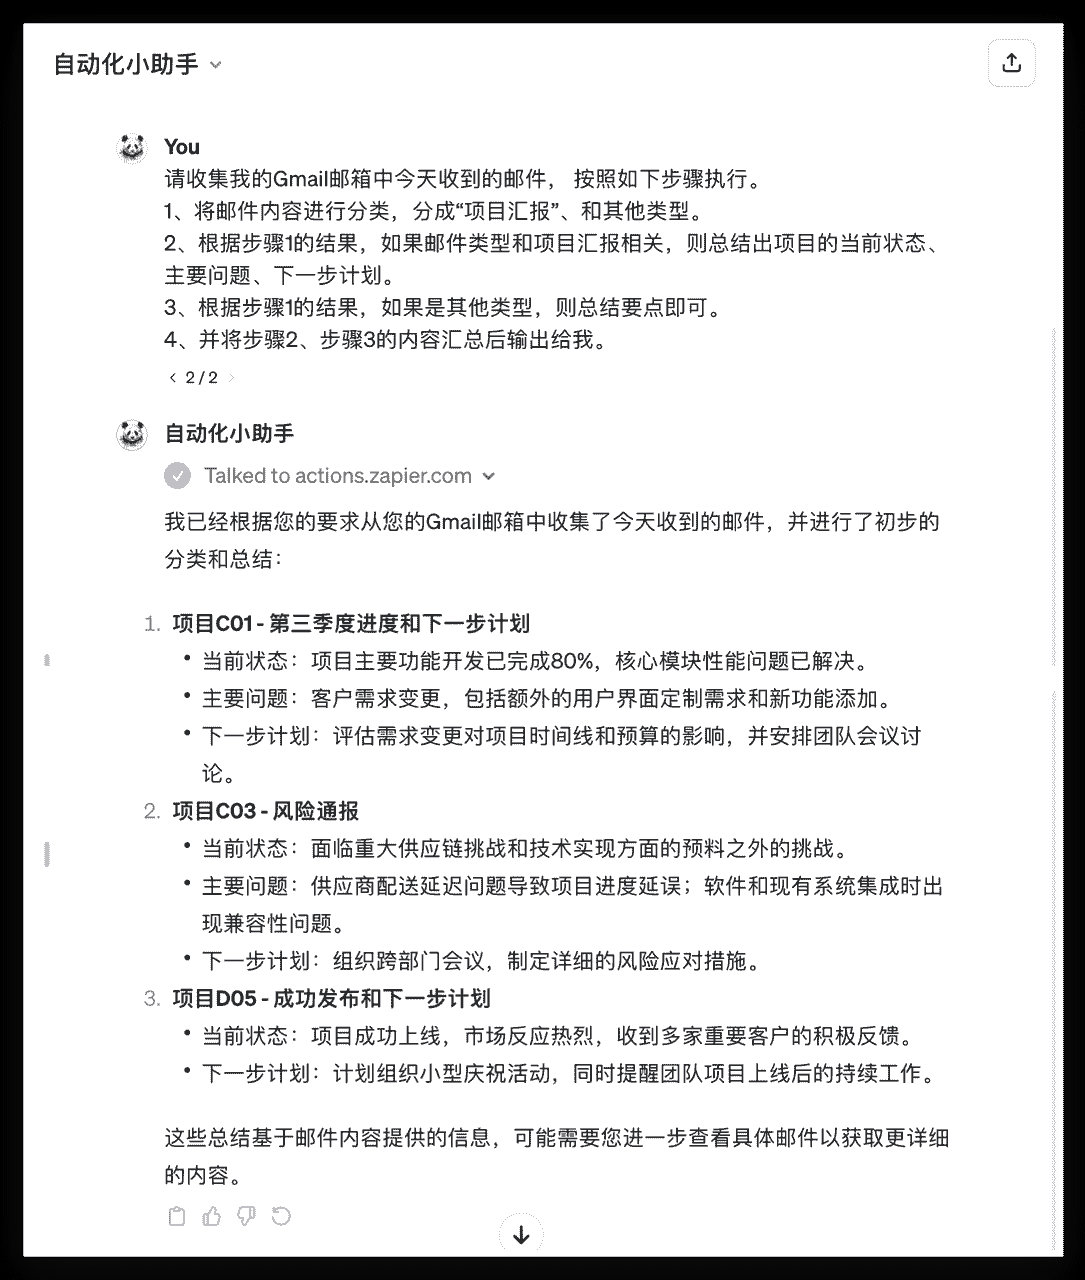 自动化小助手
You
请收集我的Gmail邮箱中今天收到的邮件， 按照如下步骤执行。
1、将邮件内容进行分类，分成“项目汇报”、和其他类型。
2、根据步骤1的结果，如果邮件类型和项目汇报相关，则总结出项目的当前状态、
主要问题、下一步计划。
3、根据步骤1的结果，如果是其他类型，则总结要点即可。
4、并将步骤2、步骤3的内容汇总后输出给我。
2 / 2
自动化小助手
Talked to actions.zapier.com
我已经根据您的要求从您的Gmail邮箱中收集了今天收到的邮件，并进行了初步的
分类和总结：
1. 项目C01 - 第三季度进度和下一步计划
• 当前状态：项目主要功能开发已完成80%，核心模块性能问题已解决。
• 主要问题：客户需求变更，包括额外的用户界面定制需求和新功能添加。
• 下一步计划：评估需求变更对项目时间线和预算的影响，并安排团队会议讨
论。
2. 项目C03 - 风险通报
• 当前状态：面临重大供应链挑战和技术实现方面的预料之外的挑战。
• 主要问题：供应商配送延迟问题导致项目进度延误；软件和现有系统集成时出
现兼容性问题。
• 下一步计划：组织跨部门会议，制定详细的风险应对措施。
3. 项目D05 - 成功发布和下一步计划
• 当前状态：项目成功上线，市场反应热烈，收到多家重要客户的积极反馈。
• 下一步计划：计划组织小型庆祝活动，同时提醒团队项目上线后的持续工作。
这些总结基于邮件内容提供的信息，可能需要您进一步查看具体邮件以获取更详细
的内容。